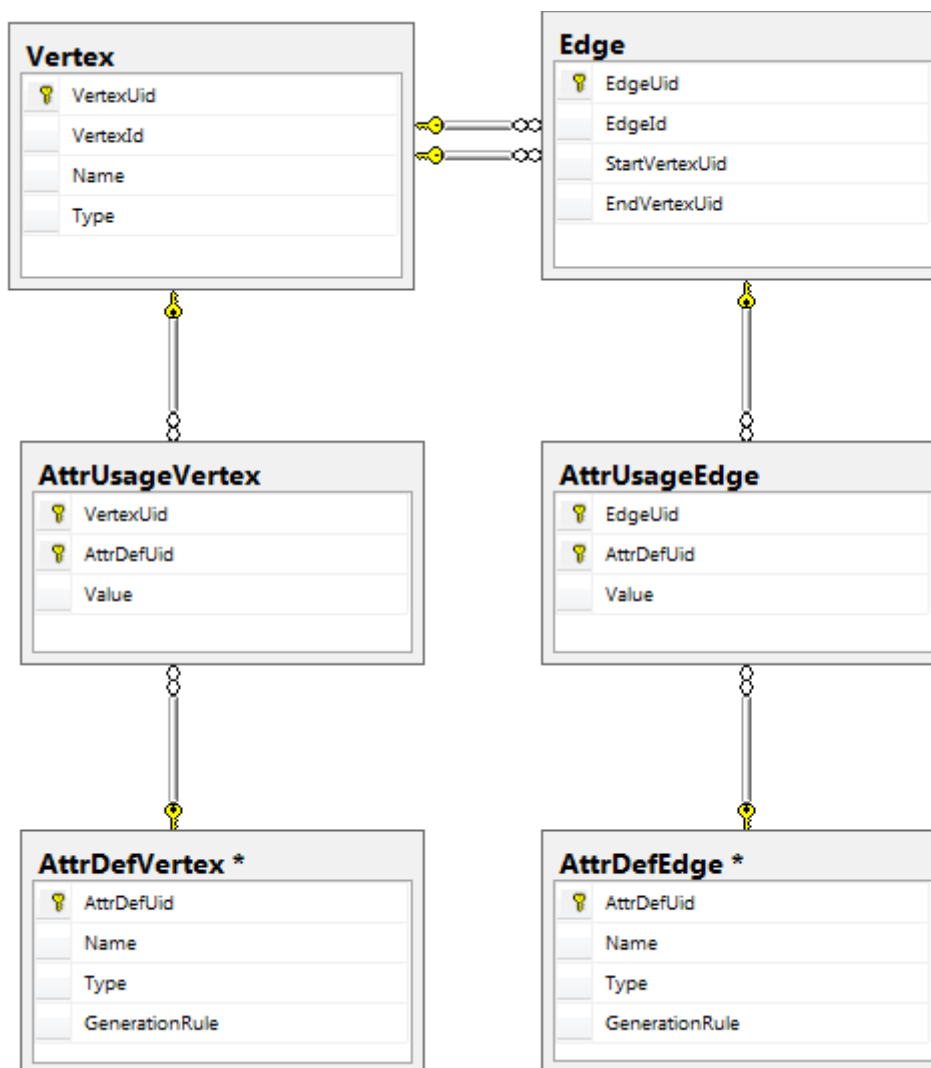 Vertex
VertexUid
VertexId
Name
Type
Edge
EdgeUid
EdgeId
StartVertexUid
EndVertexUid
AttrUsageVertex
VertexUid
AttrDefUid
Value
AttrUsageEdge
EdgeUid
AttrDefUid
Value
AttrDefVertex *
AttrDefUid
Name
Type
GenerationRule
AttrDefEdge *
AttrDefUid
Name
Type
GenerationRule